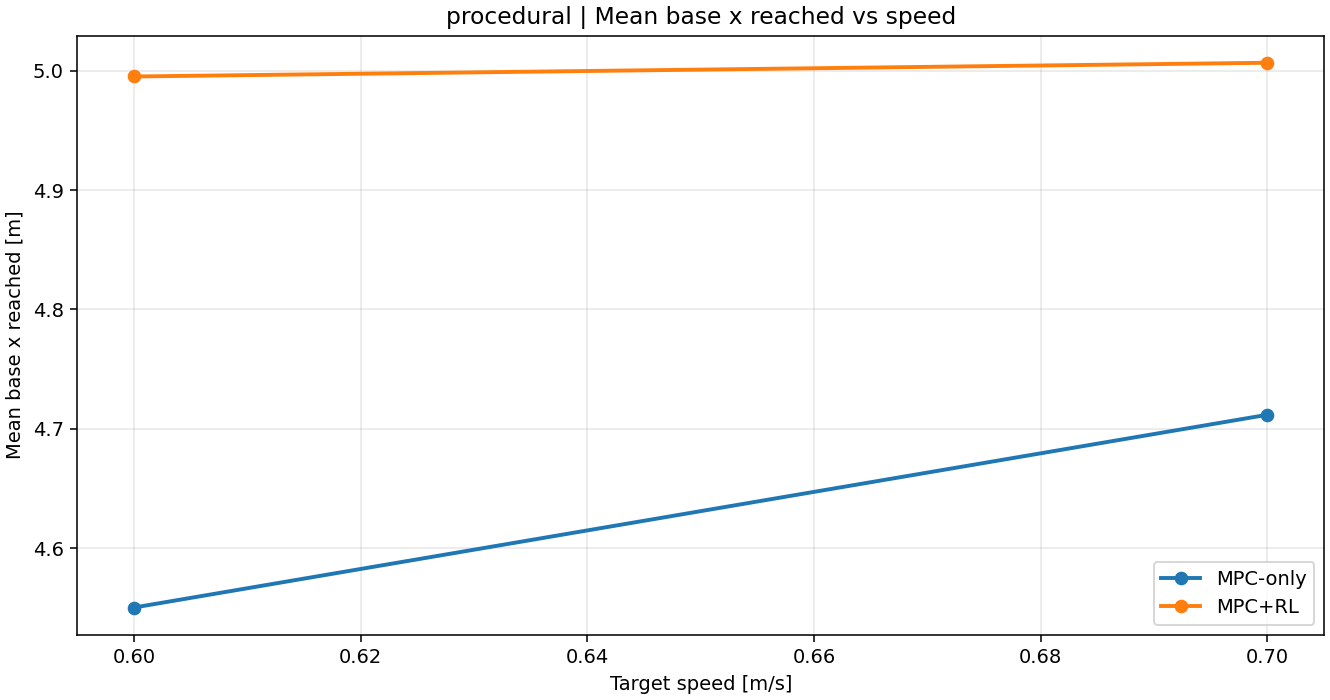 procedural | Mean base x reached vs speed
Mean base x reached [m]
5.0
4.9
4.8
4.7
4.6
0.60 0.62 0.64 0.66 0.68 0.70
Target speed [m/s]
MPC-only
MPC+RL